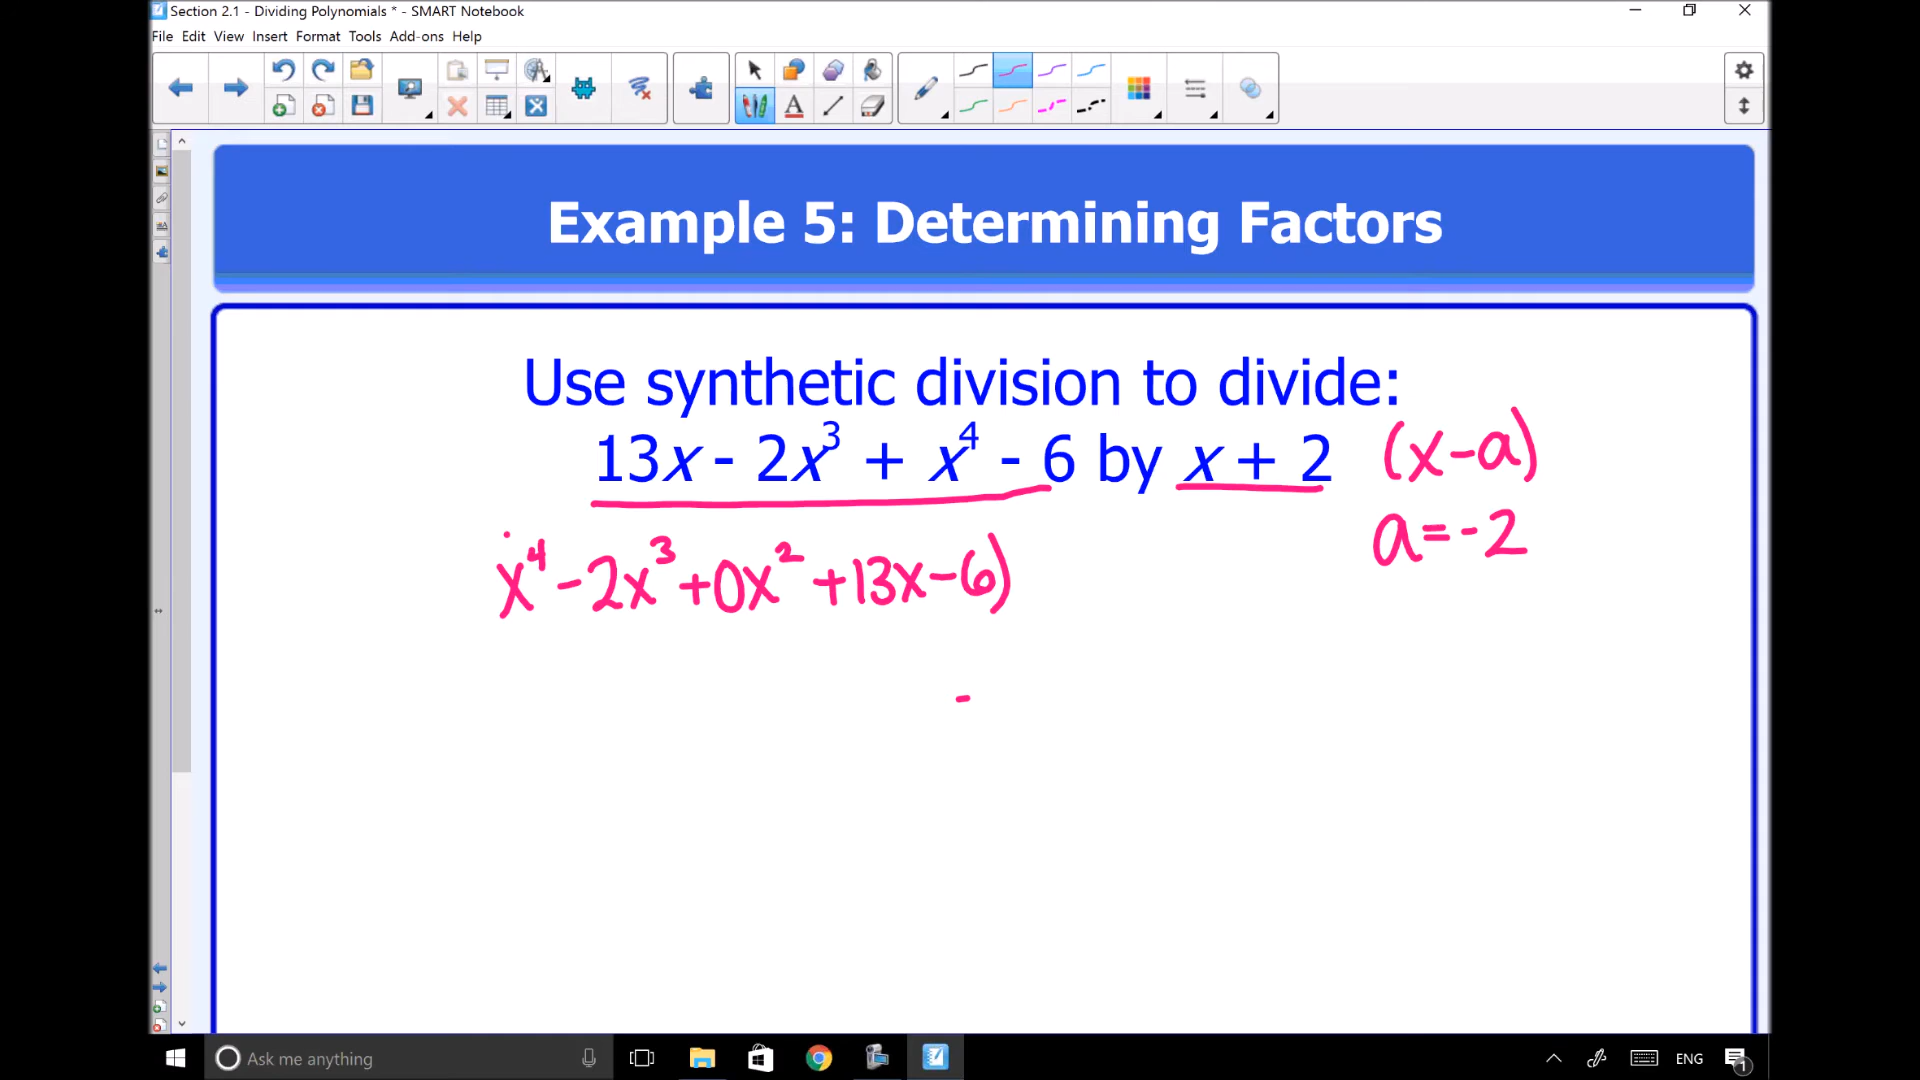 Section 2.1 - Dividing Polynomials * - SMART Notebook
File Edit View Insert Format Tools Add-ons Help
Example 5: Determining Factors
Use synthetic division to divide:
13x - 2x³ + x⁴ - 6 by x + 2
(x-a)
a=-2
x⁴-2x³+0x²+13x-6)
-
Ask me anything
ENG
1